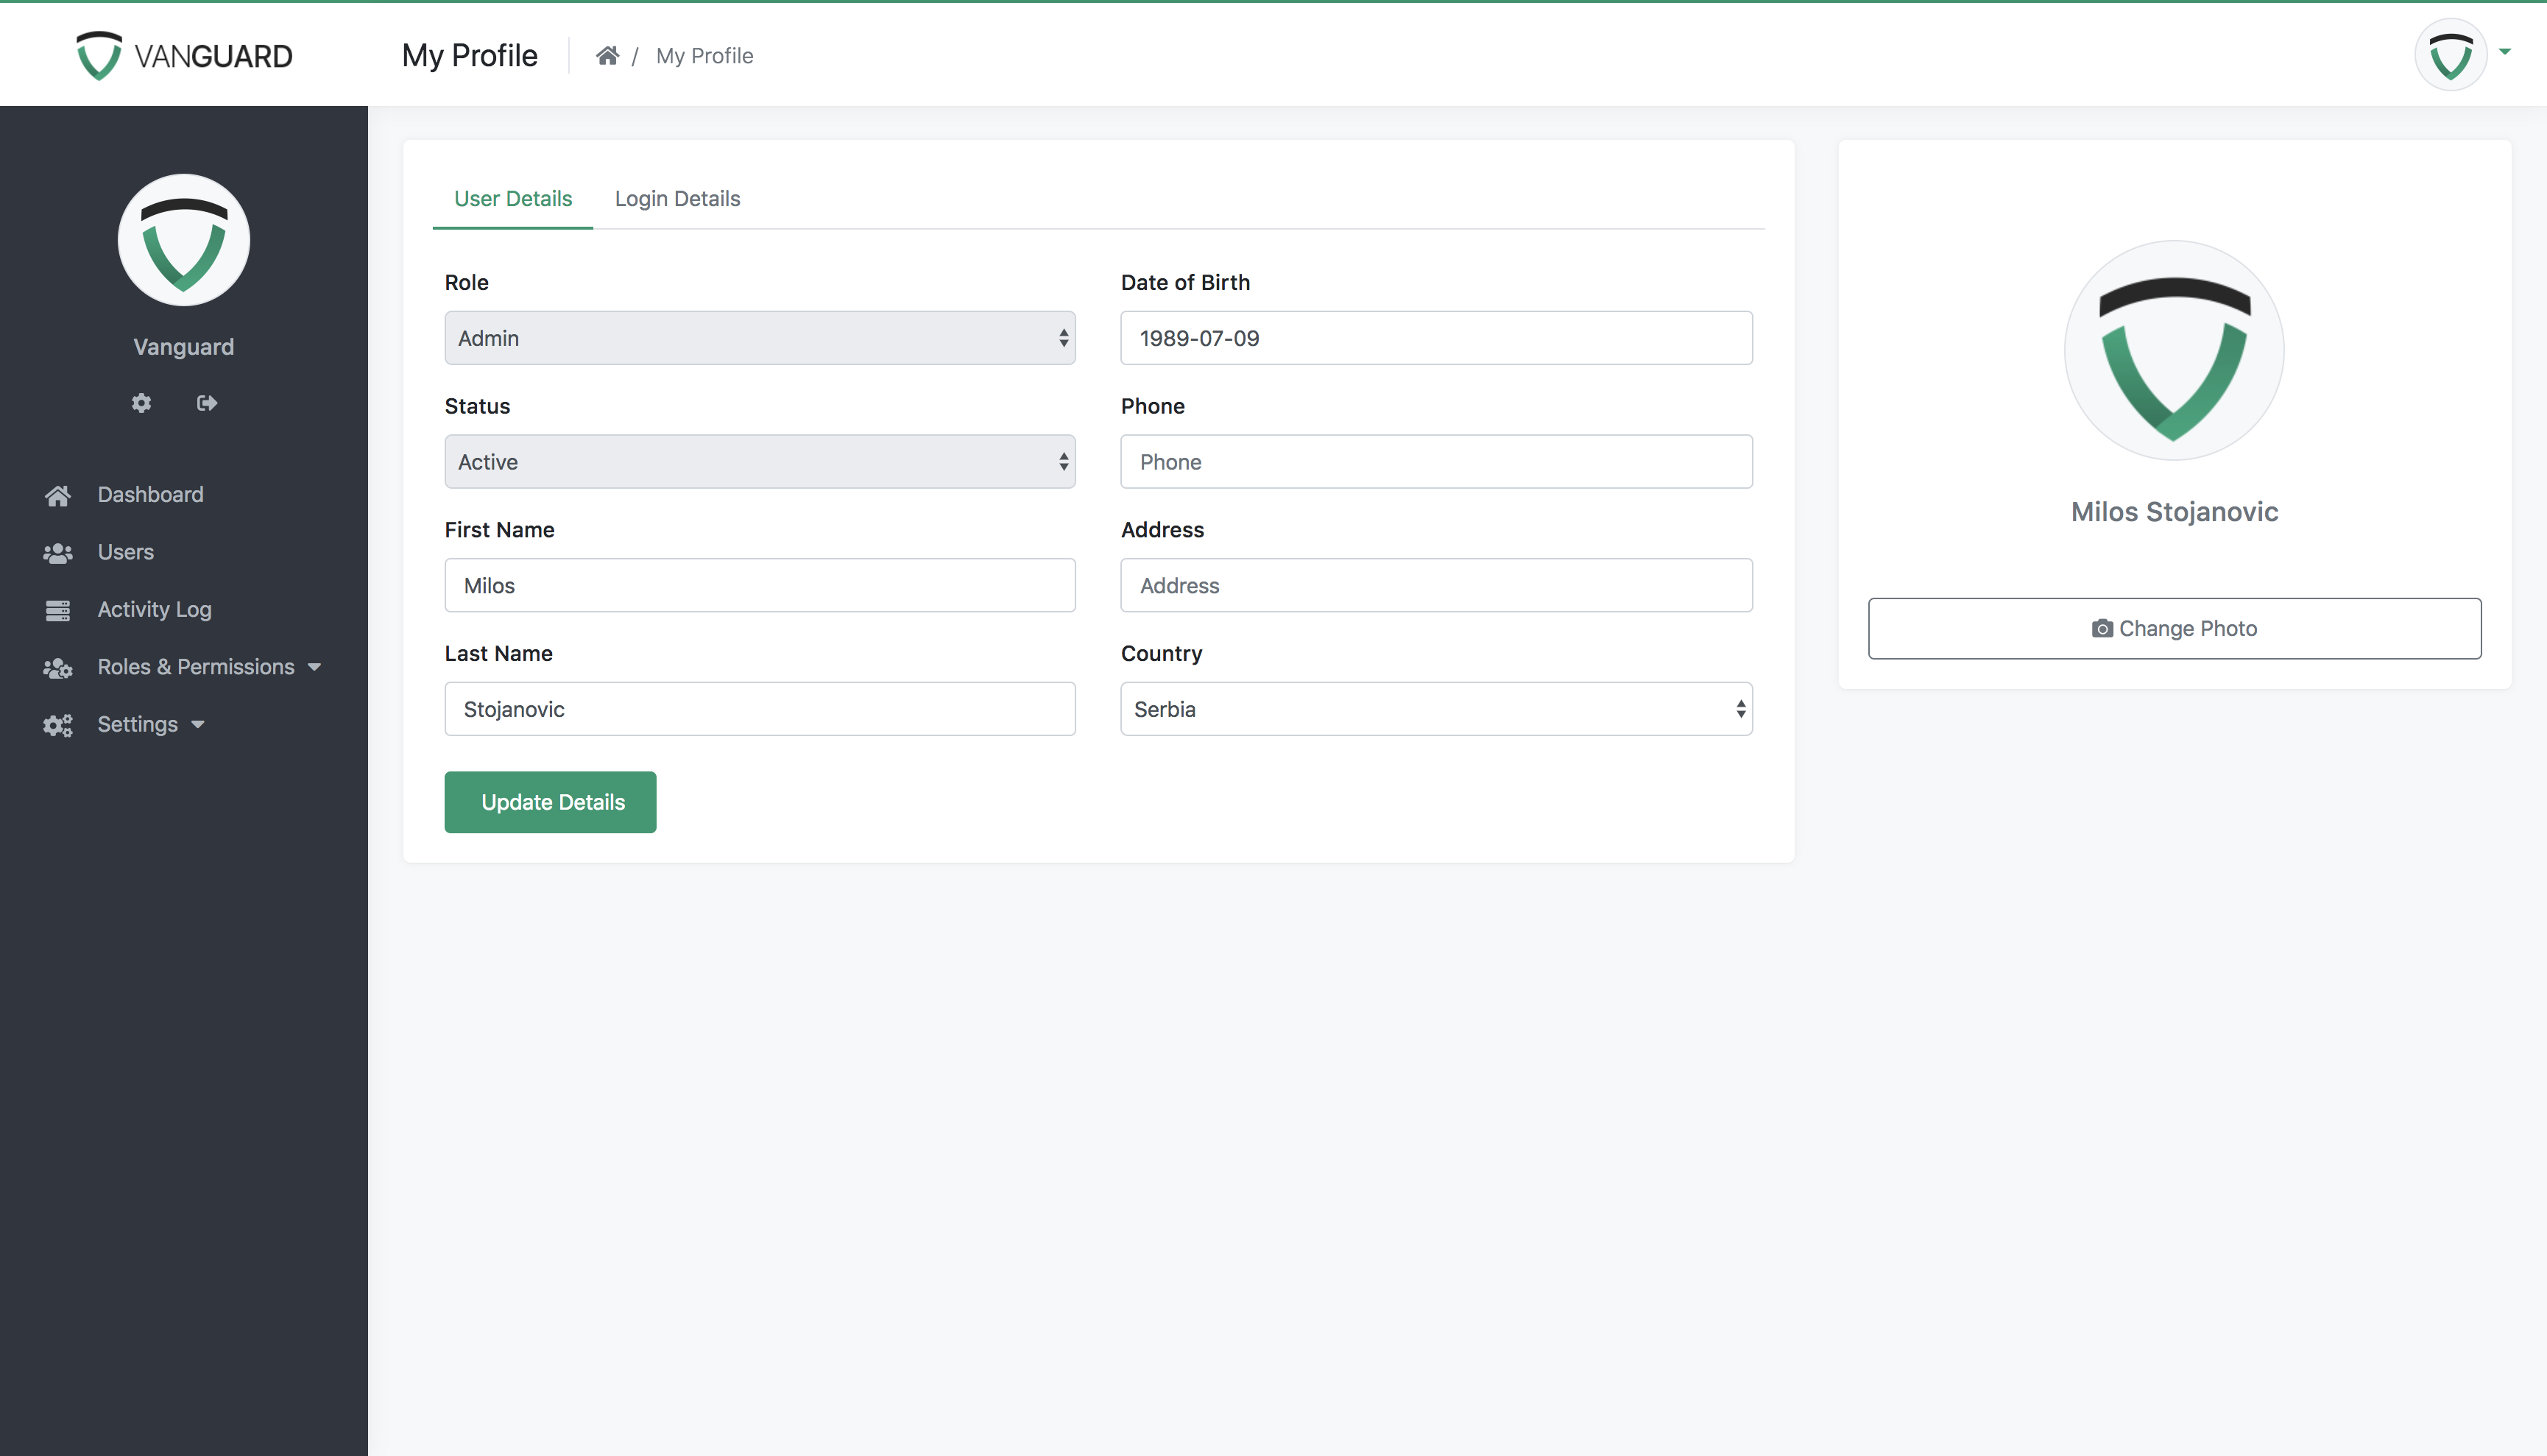 VANGUARD
My Profile
/ My Profile
Vanguard
Dashboard
Users
Activity Log
Roles & Permissions
Settings
User Details
Login Details
Role
Admin
Status
Active
First Name
Milos
Last Name
Stojanovic
Date of Birth
1989-07-09
Phone
Phone
Address
Address
Country
Serbia
Update Details
Milos Stojanovic
Change Photo